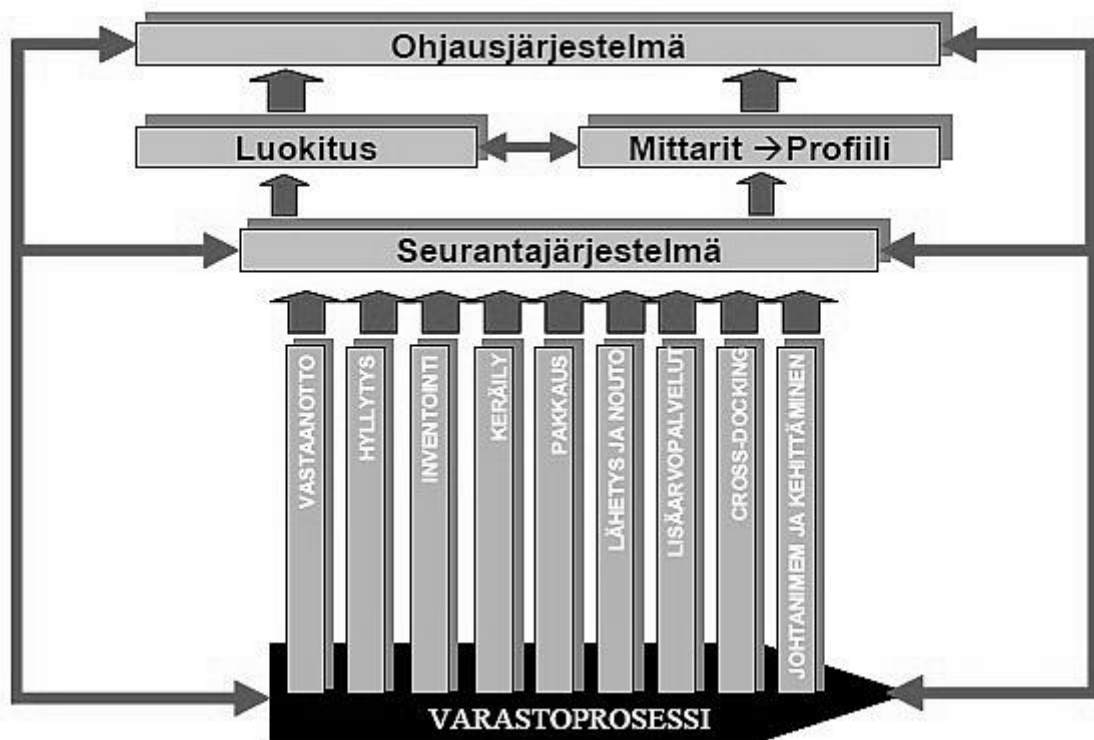 Ohjausjärjestelmä
Luokitus
Mittarit →Profiili
Seurantajärjestelmä
VASTAANOTTO
HYLLYTYS
INVENTOINTI
KERÄILY
PAKKAUS
LÄHETYS JA NOUTO
LISÄARVOPALVELUT
CROSS-DOCKING
JOHTANIMEM JA KEHITTÄMINEN
VARASTOPROSESSI